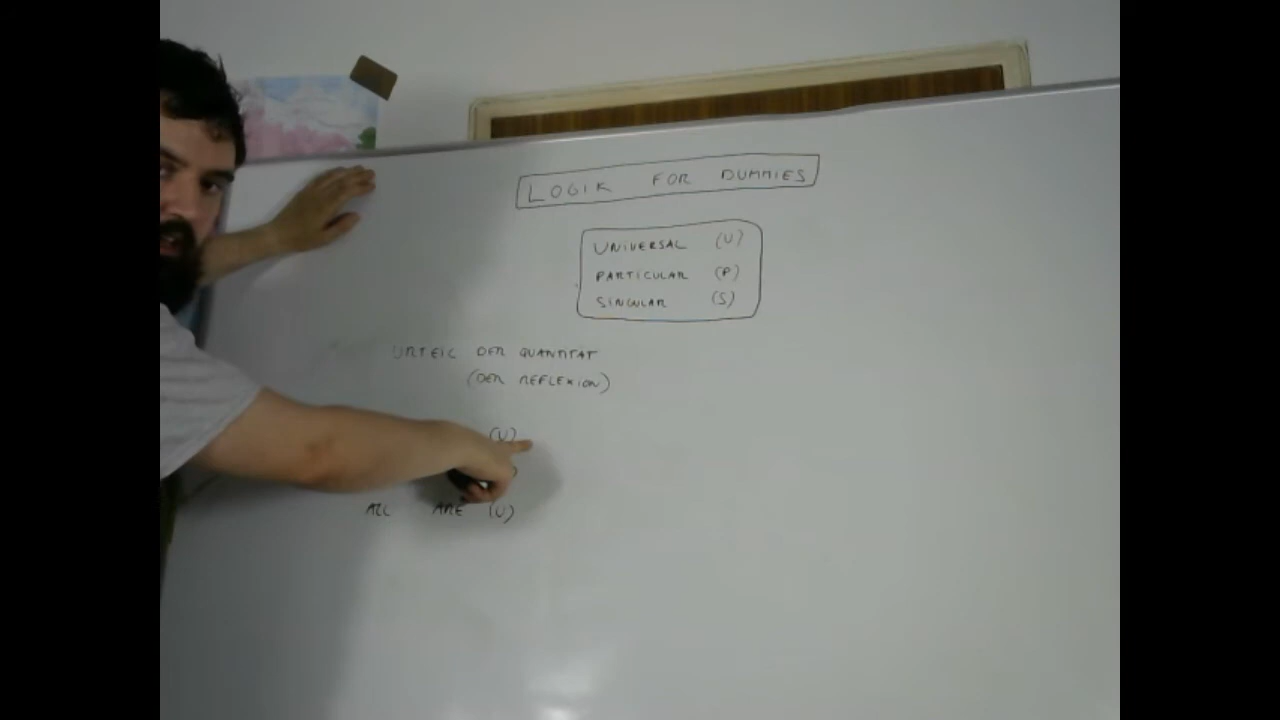 LOGIK FOR DUMMIES
UNIVERSAL (U)
PARTICULAR (P)
SINGULAR (S)
URTEIL DER QUANTITÄT
(DER REFLEXION)
(U)
ALL ARE (U)